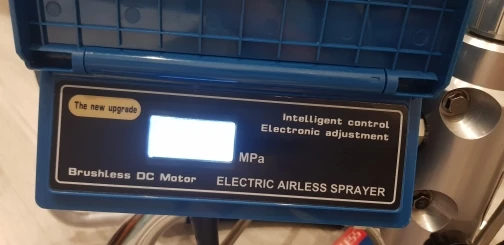 The new upgrade
Intelligent control
Electronic adjustment
MPa
Brushless DC Motor
ELECTRIC AIRLESS SPRAYER